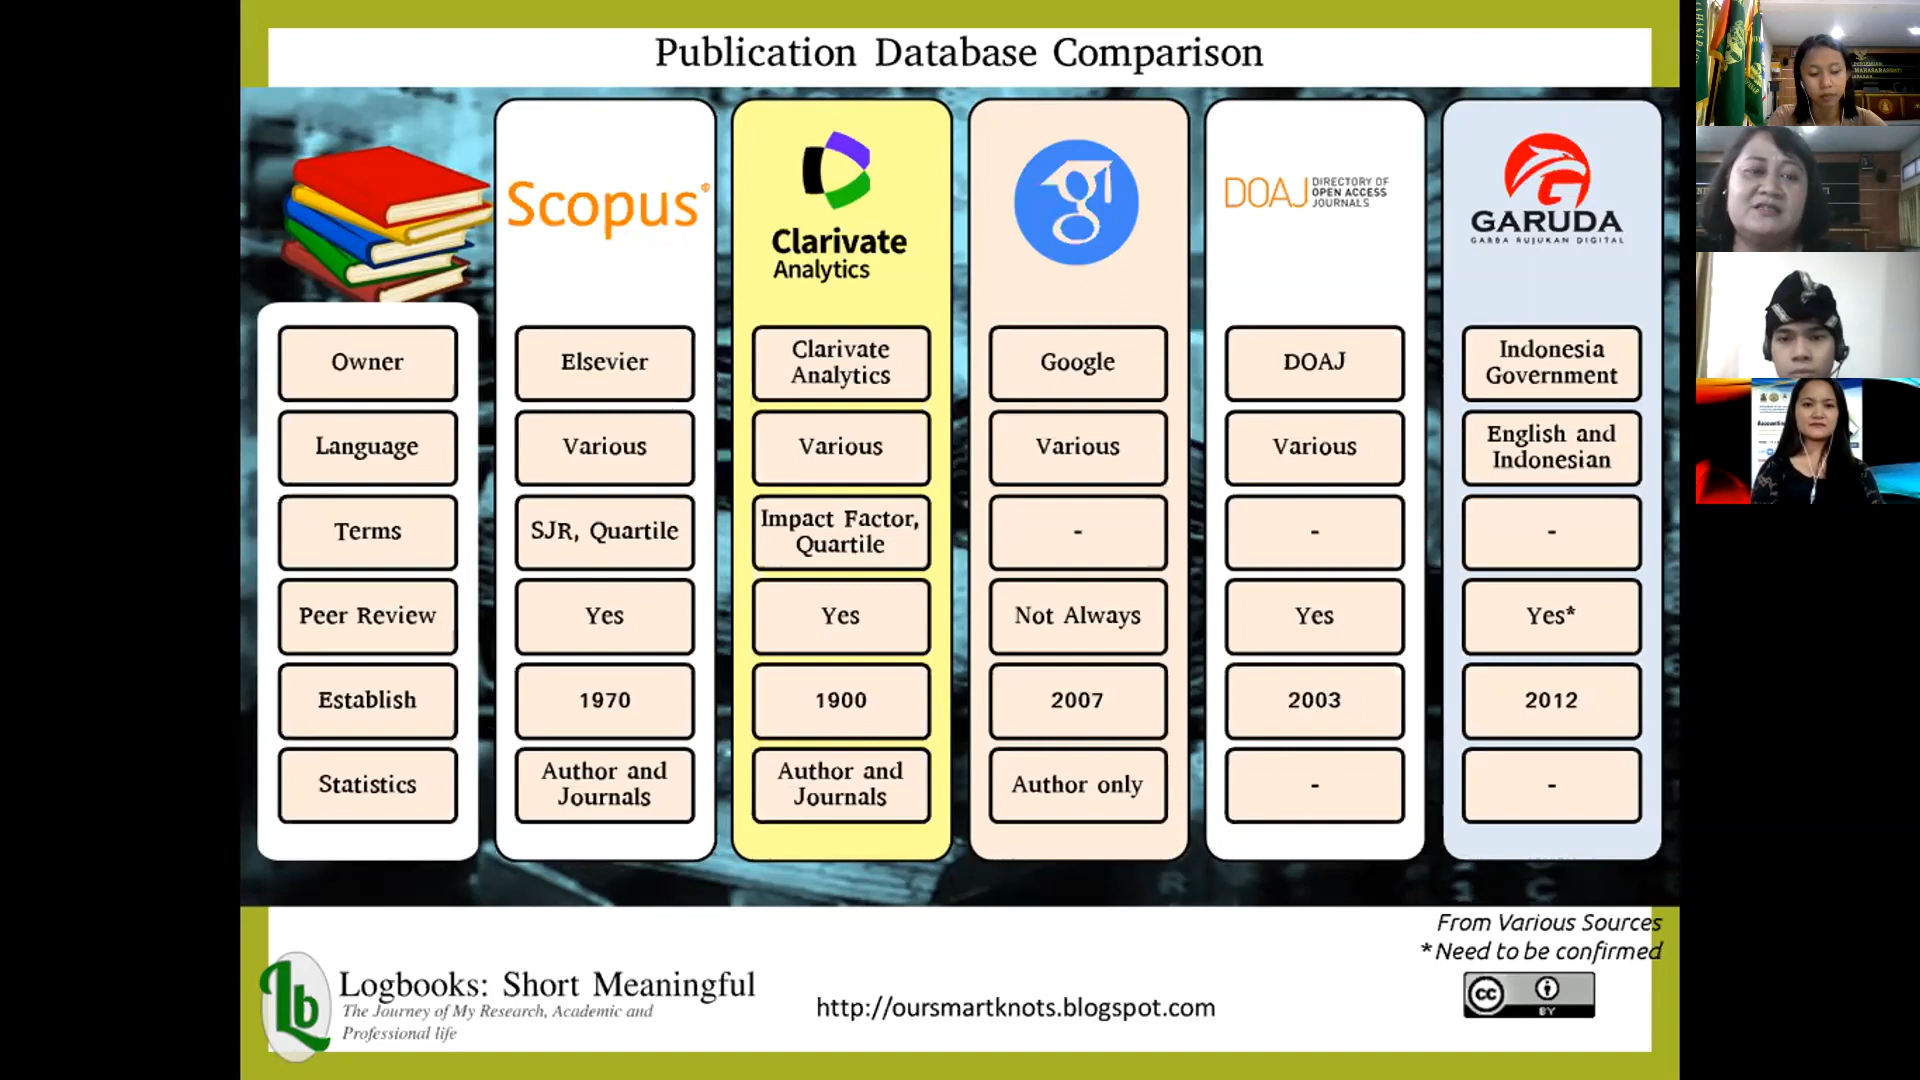 Publication Database Comparison
Scopus®
Clarivate
Analytics
g
DOAJ DIRECTORY OF
OPEN ACCESS
JOURNALS
GARUDA
GARBA RUJUKAN DIGITAL
Owner
Elsevier
Clarivate
Analytics
Google
DOAJ
Indonesia
Government
Language
Various
Various
Various
Various
English and
Indonesian
Terms
SJR, Quartile
Impact Factor,
Quartile
-
-
-
Peer Review
Yes
Yes
Not Always
Yes
Yes*
Establish
1970
1900
2007
2003
2012
Statistics
Author and
Journals
Author and
Journals
Author only
-
-
From Various Sources
*Need to be confirmed
Lb
Logbooks: Short Meaningful
The Journey of My Research, Academic and
Professional life
http://oursmartknots.blogspot.com
cc
BY